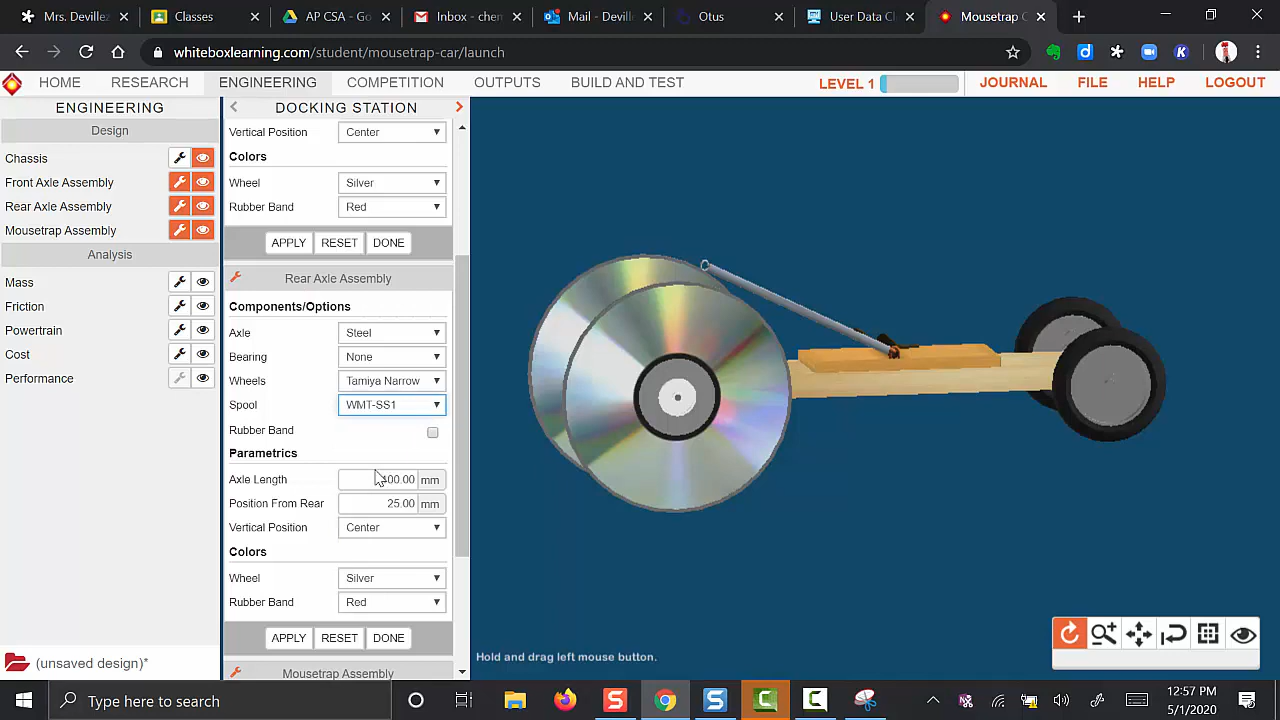 Mrs. Devillez
Classes
AP CSA - Go
Inbox - chem
Mail - Devill
Otus
User Data Cl
Mousetrap C
whiteboxlearning.com/student/mousetrap-car/launch
HOME RESEARCH ENGINEERING COMPETITION OUTPUTS BUILD AND TEST LEVEL 1 JOURNAL FILE HELP LOGOUT
ENGINEERING
Design
Chassis
Front Axle Assembly
Rear Axle Assembly
Mousetrap Assembly
Analysis
Mass
Friction
Powertrain
Cost
Performance
(unsaved design)*
DOCKING STATION
Vertical Position Center
Colors
Wheel Silver
Rubber Band Red
APPLY RESET DONE
Rear Axle Assembly
Components/Options
Axle Steel
Bearing None
Wheels Tamiya Narrow
Spool WMT-SS1
Rubber Band
Parametrics
Axle Length 100.00 mm
Position From Rear 25.00 mm
Vertical Position Center
Colors
Wheel Silver
Rubber Band Red
APPLY RESET DONE
Mousetrap Assembly
Hold and drag left mouse button.
Type here to search
12:57 PM
5/1/2020